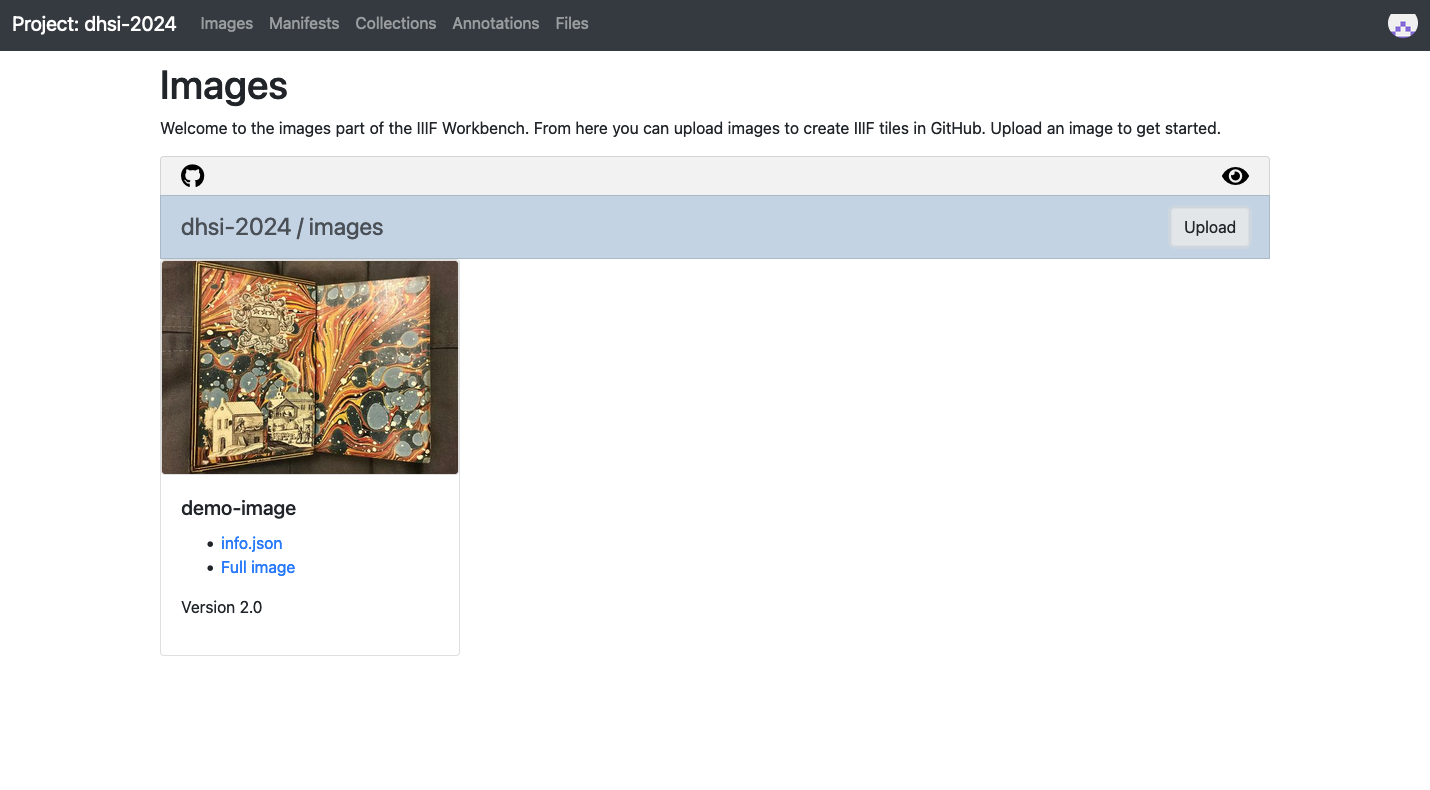 Project: dhsi-2024 Images Manifests Collections Annotations Files
Images
Welcome to the images part of the IIIF Workbench. From here you can upload images to create IIIF tiles in GitHub. Upload an image to get started.
dhsi-2024 / images Upload
demo-image
• info.json
• Full image
Version 2.0